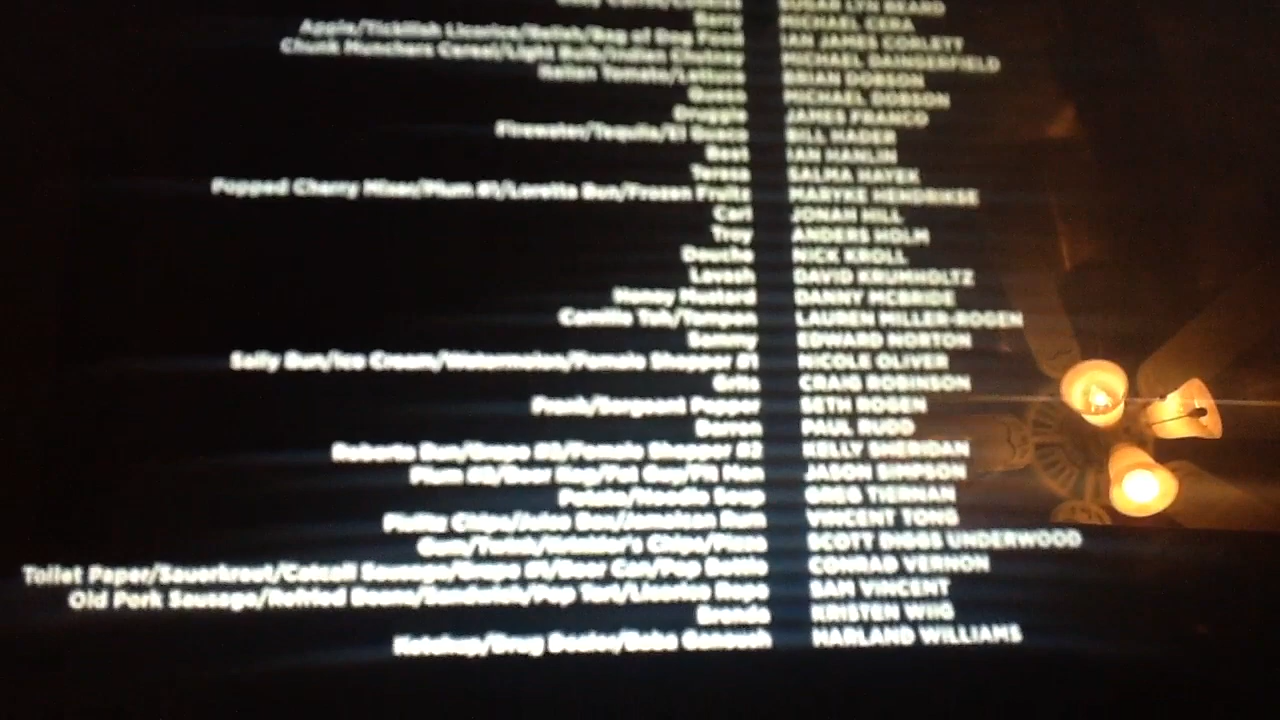 SUGAR LYN BEARD
Barry MICHAEL CERA
Apple/Ticklish Licorice/Relish/Bag of Dog Food IAN JAMES CORLETT
Chunk Munchers Cereal/Light Bulb/Indian Chutney MICHAEL DAINGERFIELD
Italian Tomato/Lettuce BRIAN DOBSON
Queso MICHAEL DOBSON
Druggie JAMES FRANCO
Firewater/Tequila/El Guaco BILL HADER
Beet IAN HANLIN
Teresa SALMA HAYEK
Popped Cherry Mixer/Plum #1/Loretta Bun/Frozen Fruitz MARYKE HENDRIKSE
Carl JONAH HILL
Troy ANDERS HOLM
Douche NICK KROLL
Lavash DAVID KRUMHOLTZ
Honey Mustard DANNY MCBRIDE
Camille Toh/Tampon LAUREN MILLER-ROGEN
Sammy EDWARD NORTON
Sally Bun/Ice Cream/Watermelon/Female Shopper #1 NICOLE OLIVER
Grits CRAIG ROBINSON
Frank/Sergeant Pepper SETH ROGEN
Darren PAUL RUDD
Roberta Bun/Grape #2/Female Shopper #2 KELLY SHERIDAN
Plum #2/Guy/Pit Man JASON SIMPSON
Potato/Noodle Soup GREG TIERNAN
Chips/Juice Box/Jamaican Rum VINCENT TONG
Gum/Twink/Chips/Pizza SCOTT DIGGS UNDERWOOD
Toilet Paper/Sauerkraut/Catcall Sausage/Grape #1/Beer Can/Pop Bottle CONRAD VERNON
Old Pork Sausage/Refried Beans/Sandwich/Pop Tart/Licorice Rope SAM VINCENT
Brenda KRISTEN WIIG
Ketchup/Drug Dealer/Baba Ganoush HARLAND WILLIAMS